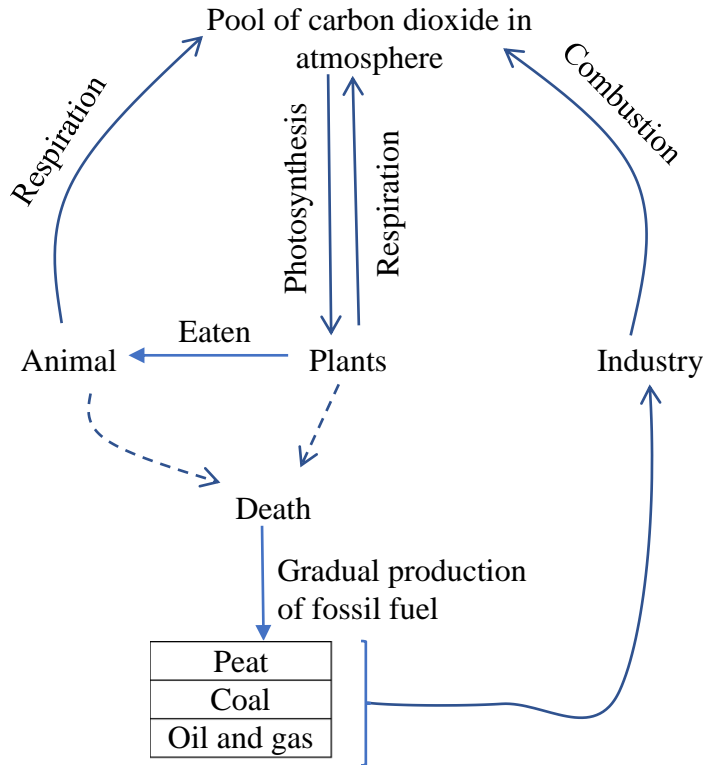 Pool of carbon dioxide in
atmosphere
Respiration
Photosynthesis
Respiration
Combustion
Eaten
Animal
Plants
Industry
Death
Gradual production
of fossil fuel
Peat
Coal
Oil and gas